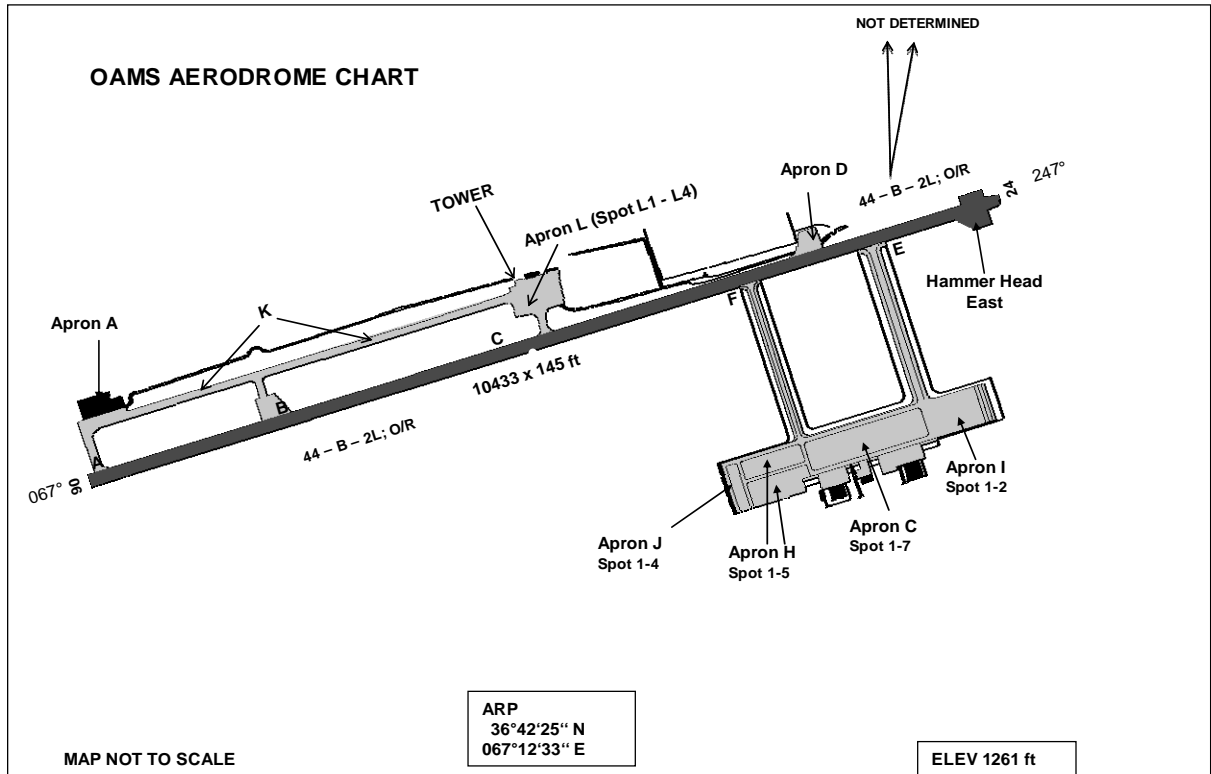 NOT DETERMINED
OAMS AERODROME CHART
Apron D
44 – B – 2L; O/R
24
247°
TOWER
Apron L (Spot L1 - L4)
E
Hammer Head
East
F
Apron A
K
C
10433 x 145 ft
B
44 – B – 2L; O/R
A
067°
06
Apron I
Spot 1-2
Apron C
Spot 1-7
Apron J
Spot 1-4
Apron H
Spot 1-5
ARP
36°42‘25“ N
067°12‘33“ E
MAP NOT TO SCALE
ELEV 1261 ft